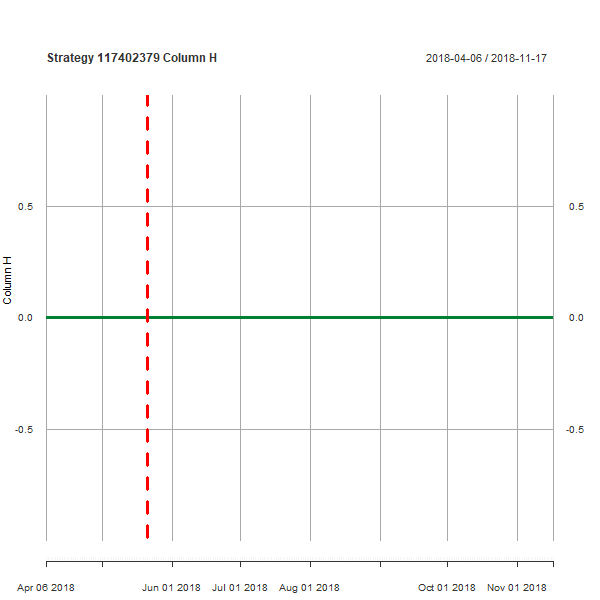 Strategy 117402379 Column H
2018-04-06 / 2018-11-17
0.5
0.5
Column H
0.0
0.0
-0.5
-0.5
Apr 06 2018
Jun 01 2018
Jul 01 2018
Aug 01 2018
Oct 01 2018
Nov 01 2018